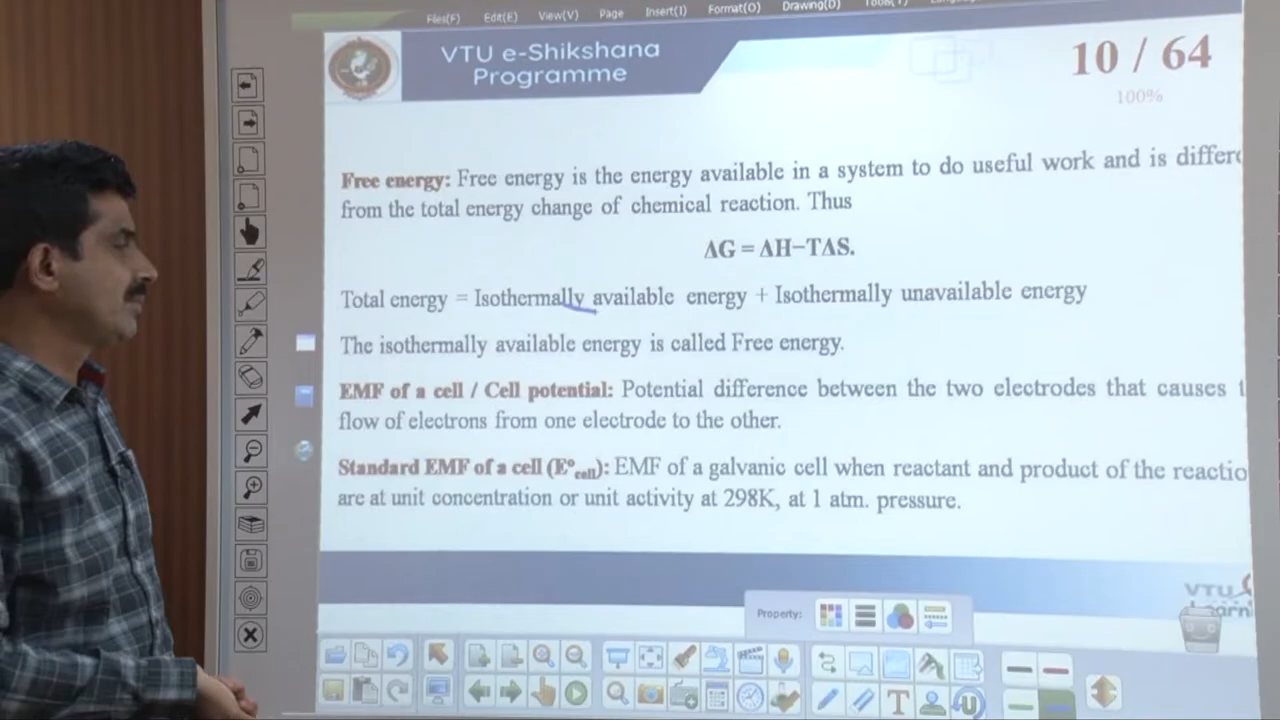 Files(F) Edit(E) View(V) Page Insert(I) Format(O) Drawing(D)
VTU e-Shikshana
Programme
10 / 64
100%
Free energy: Free energy is the energy available in a system to do useful work and is differe
from the total energy change of chemical reaction. Thus
ΔG = ΔH−TΔS.
Total energy = Isothermally available energy + Isothermally unavailable energy
The isothermally available energy is called Free energy.
EMF of a cell / Cell potential: Potential difference between the two electrodes that causes t
flow of electrons from one electrode to the other.
Standard EMF of a cell (E°cell): EMF of a galvanic cell when reactant and product of the reactio
are at unit concentration or unit activity at 298K, at 1 atm. pressure.
VTU
Property: